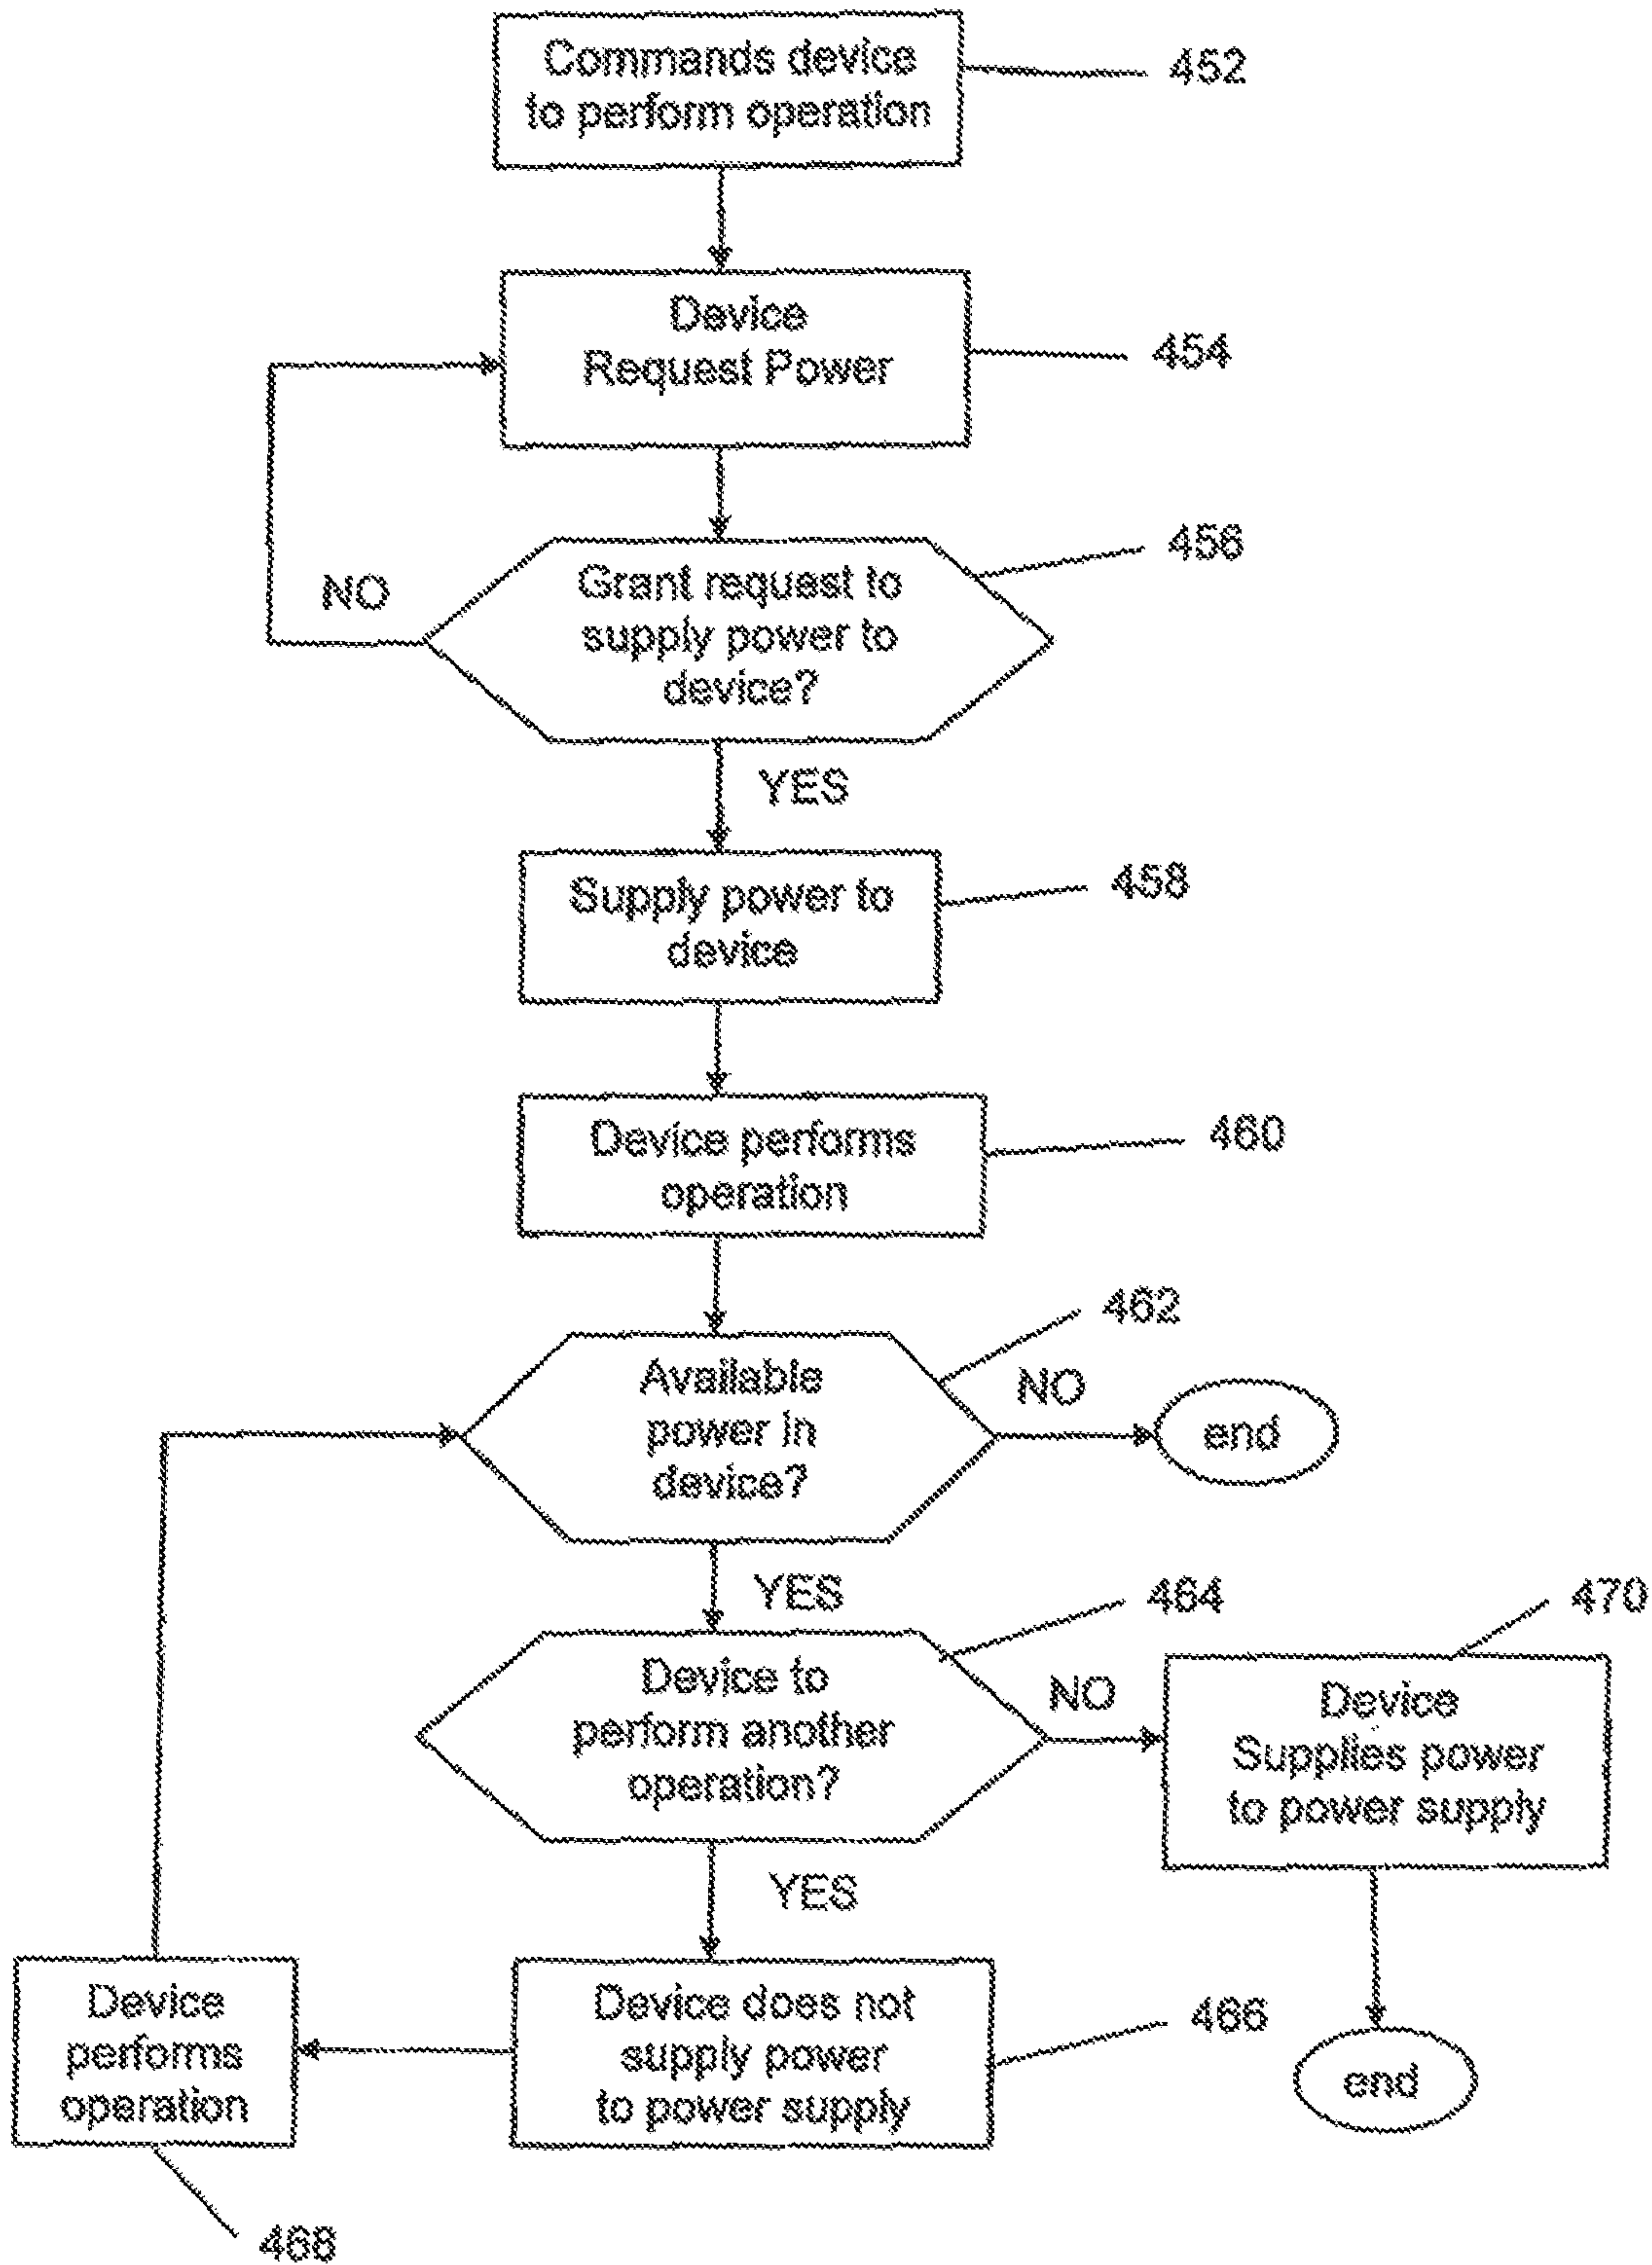 Commands device
to perform operation
452
Device
Request Power
454
456
NO
Grant request to
supply power to
device?
YES
Supply power to
device
458
Device performs
operation
460
462
Available
power in
device?
NO
end
YES
464
470
Device to
perform another
operation?
NO
Device
Supplies power
to power supply
YES
Device
performs
operation
Device does not
supply power
to power supply
466
end
468